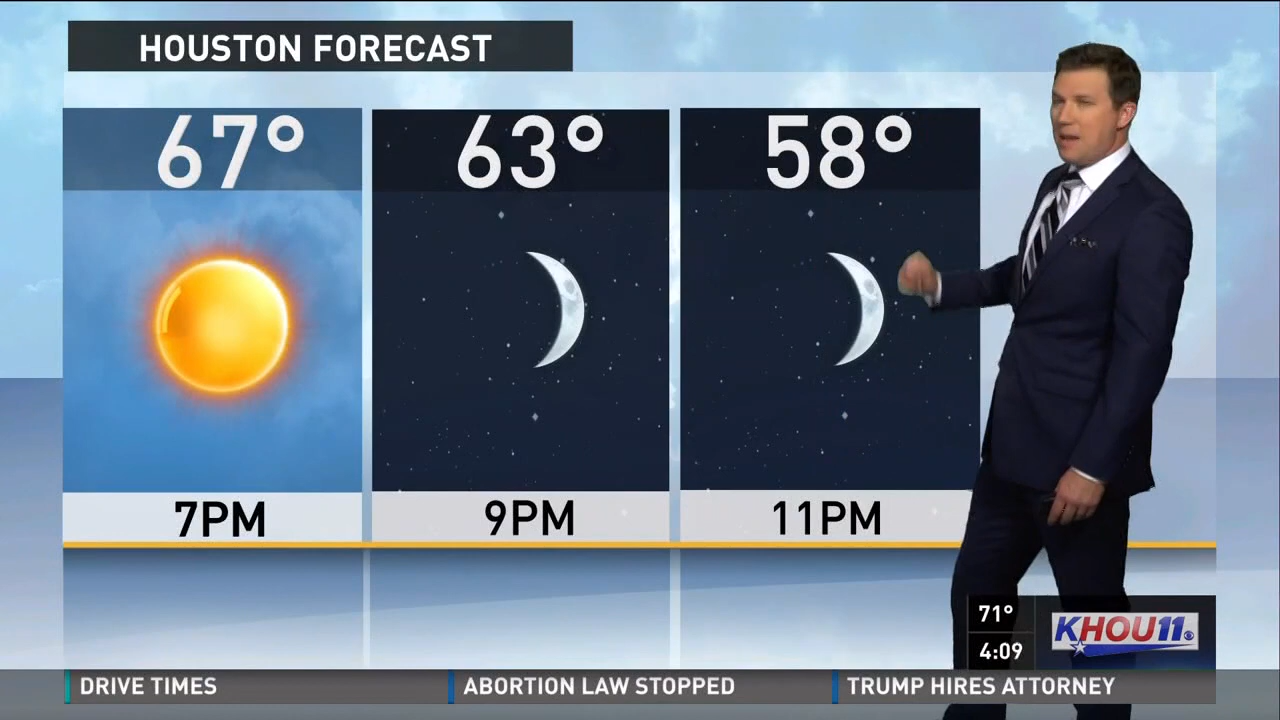 HOUSTON FORECAST
67° 63° 58°
7PM 9PM 11PM
71°
4:09
KHOU11
DRIVE TIMES ABORTION LAW STOPPED TRUMP HIRES ATTORNEY